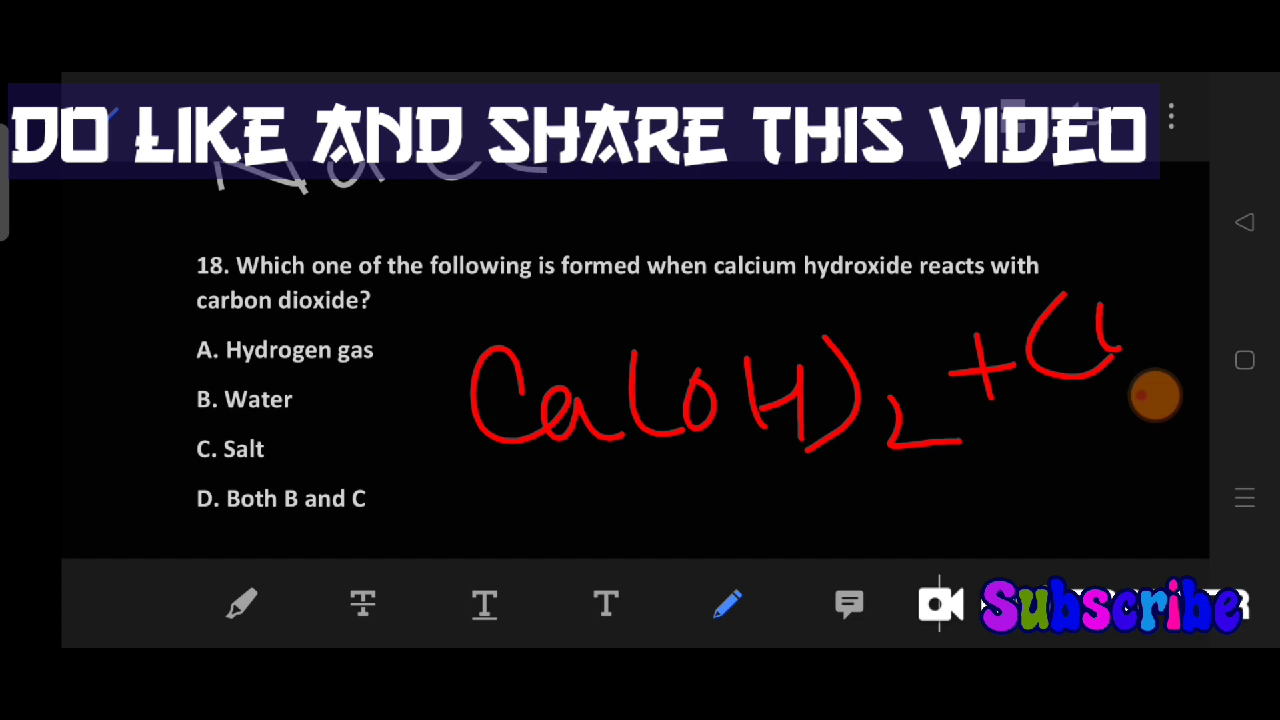 DO LIKE AND SHARE THIS VIDEO
18. Which one of the following is formed when calcium hydroxide reacts with
carbon dioxide?
A. Hydrogen gas
B. Water
C. Salt
D. Both B and C
Ca(OH)2 + C
Subscribe